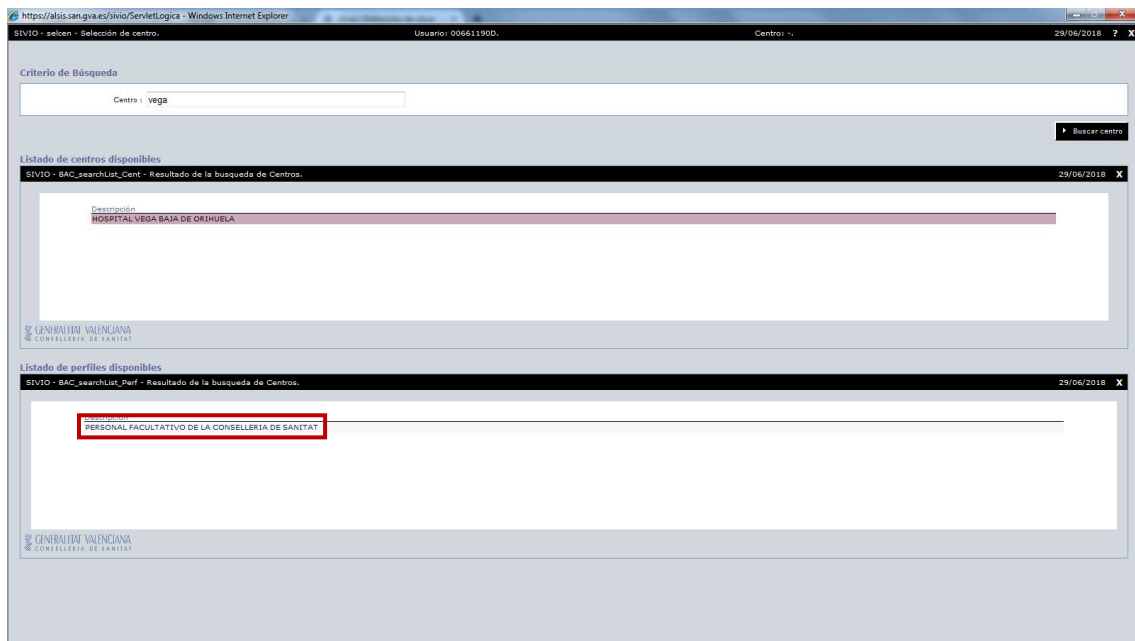 https://alsis.san.gva.es/sivio/ServletLogica - Windows Internet Explorer
SIVIO - selcen - Selección de centro. Usuario: 00661190D. Centro: -. 29/06/2018 ? X
Criterio de Búsqueda
Centro : vega
Buscar centro
Listado de centros disponibles
SIVIO - BAC_searchList_Cent - Resultado de la busqueda de Centros. 29/06/2018 X
Descripción
HOSPITAL VEGA BAJA DE ORIHUELA
GENERALITAT VALENCIANA
CONSELLERIA DE SANITAT
Listado de perfiles disponibles
SIVIO - BAC_searchList_Perf - Resultado de la busqueda de Centros. 29/06/2018 X
Descripción
PERSONAL FACULTATIVO DE LA CONSELLERIA DE SANITAT
GENERALITAT VALENCIANA
CONSELLERIA DE SANITAT